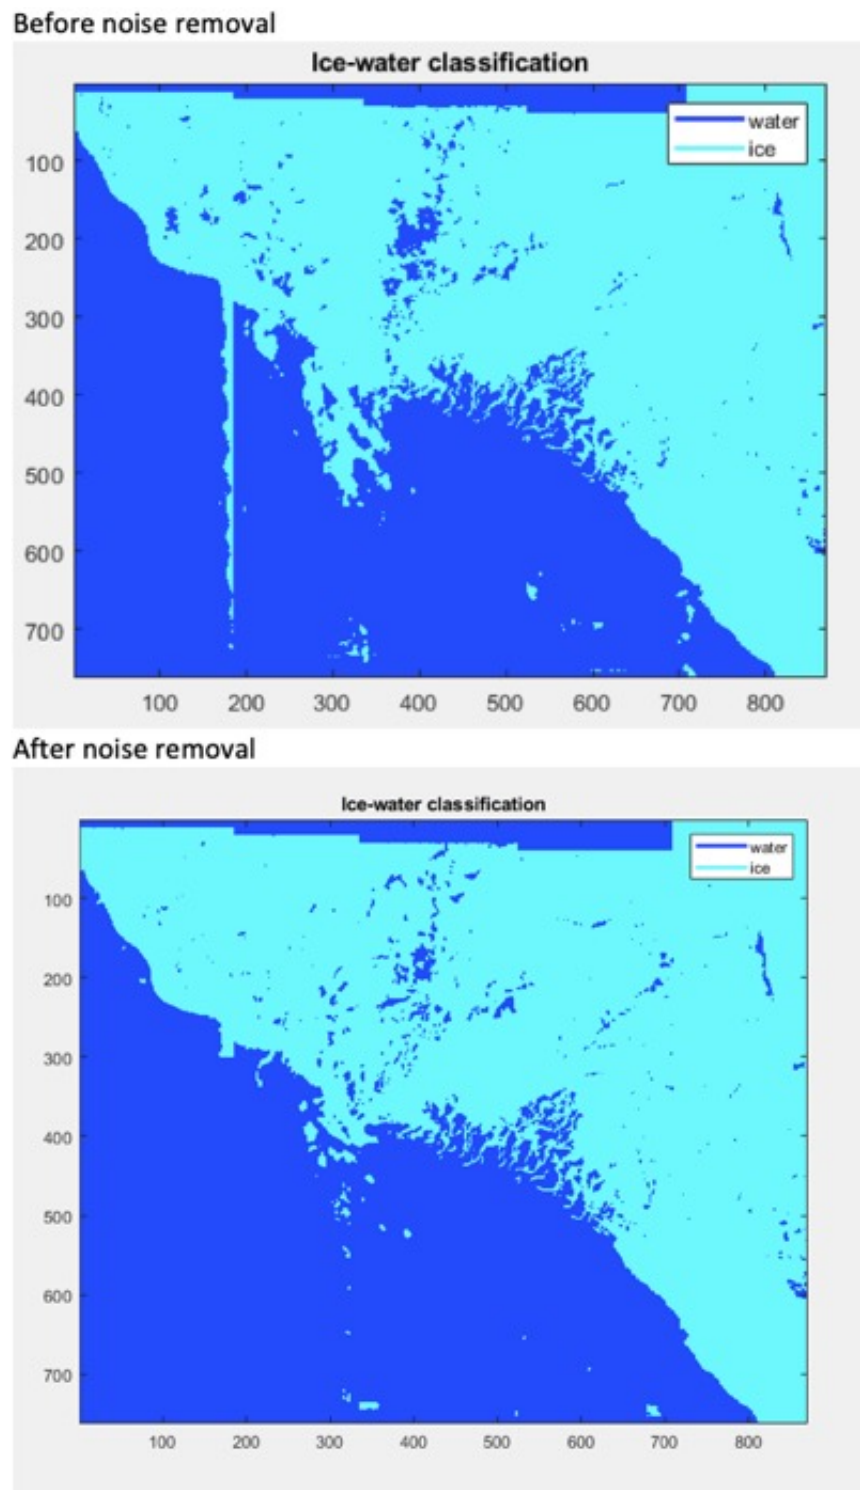 Before noise removal
Ice-water classification
water
ice
100
200
300
400
500
600
700
100 200 300 400 500 600 700 800
After noise removal
Ice-water classification
water
ice
100
200
300
400
500
600
700
100 200 300 400 500 600 700 800